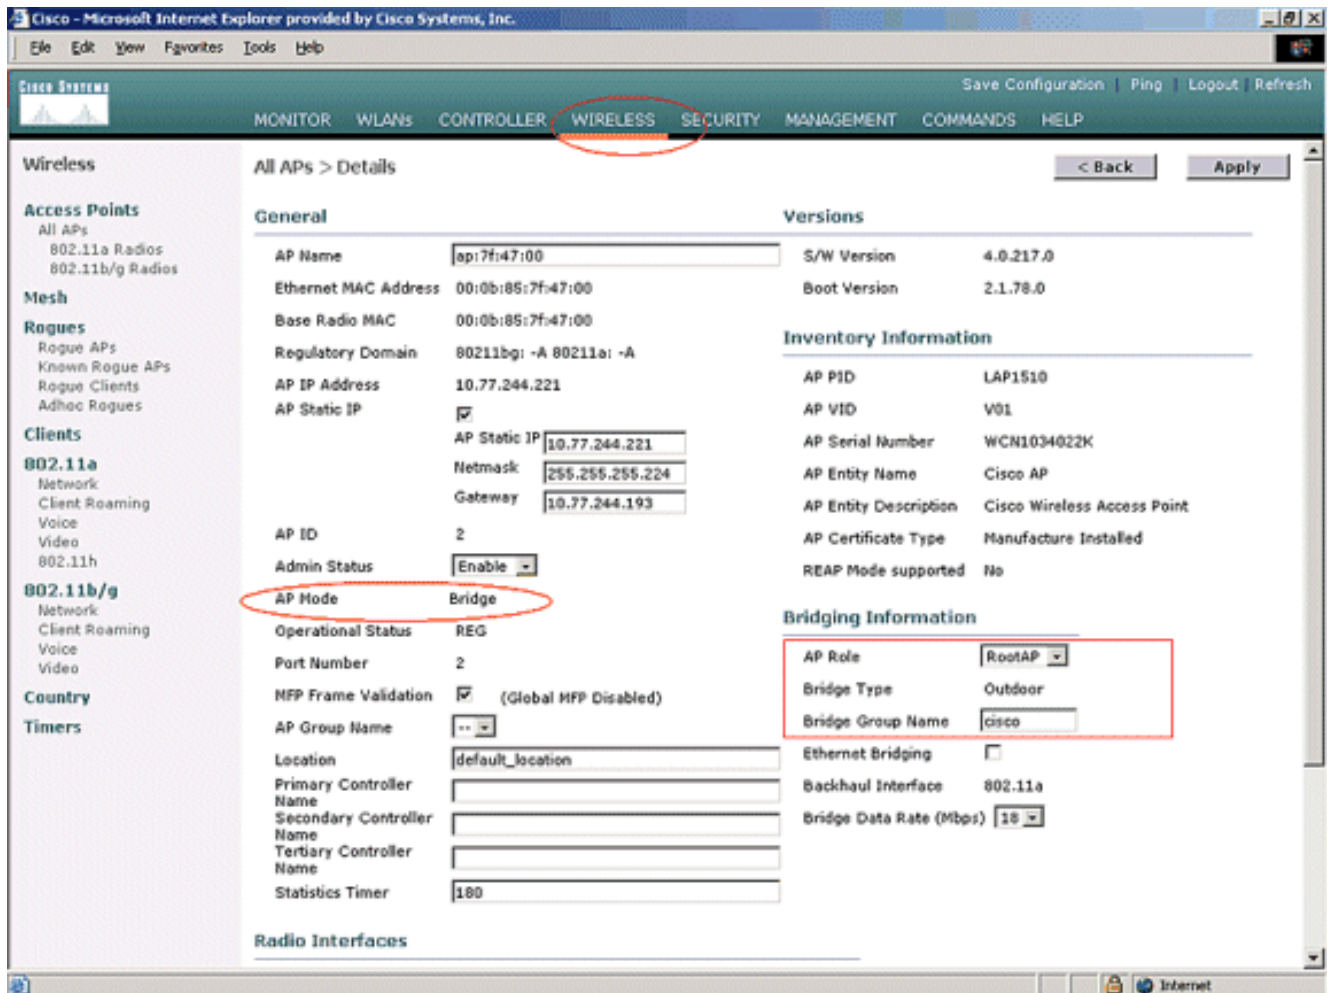 Cisco - Microsoft Internet Explorer provided by Cisco Systems, Inc.
File Edit View Favorites Tools Help
CISCO SYSTEMS
Save Configuration | Ping | Logout | Refresh
MONITOR WLANs CONTROLLER WIRELESS SECURITY MANAGEMENT COMMANDS HELP
Wireless
Access Points
All APs
802.11a Radios
802.11b/g Radios
Mesh
Rogues
Rogue APs
Known Rogue APs
Rogue Clients
Adhoc Rogues
Clients
802.11a
Network
Client Roaming
Voice
Video
802.11h
802.11b/g
Network
Client Roaming
Voice
Video
Country
Timers
All APs > Details
< Back
Apply
General
AP Name ap:7f:47:00
Ethernet MAC Address 00:0b:85:7f:47:00
Base Radio MAC 00:0b:85:7f:47:00
Regulatory Domain 80211bg: -A 80211a: -A
AP IP Address 10.77.244.221
AP Static IP
AP Static IP 10.77.244.221
Netmask 255.255.255.224
Gateway 10.77.244.193
AP ID 2
Admin Status Enable
AP Mode Bridge
Operational Status REG
Port Number 2
MFP Frame Validation (Global MFP Disabled)
AP Group Name --
Location default_location
Primary Controller
Name
Secondary Controller
Name
Tertiary Controller
Name
Statistics Timer 180
Radio Interfaces
Versions
S/W Version 4.0.217.0
Boot Version 2.1.78.0
Inventory Information
AP PID LAP1510
AP VID V01
AP Serial Number WCN1034022K
AP Entity Name Cisco AP
AP Entity Description Cisco Wireless Access Point
AP Certificate Type Manufacture Installed
REAP Mode supported No
Bridging Information
AP Role RootAP
Bridge Type Outdoor
Bridge Group Name cisco
Ethernet Bridging
Backhaul Interface 802.11a
Bridge Data Rate (Mbps) 18
Internet